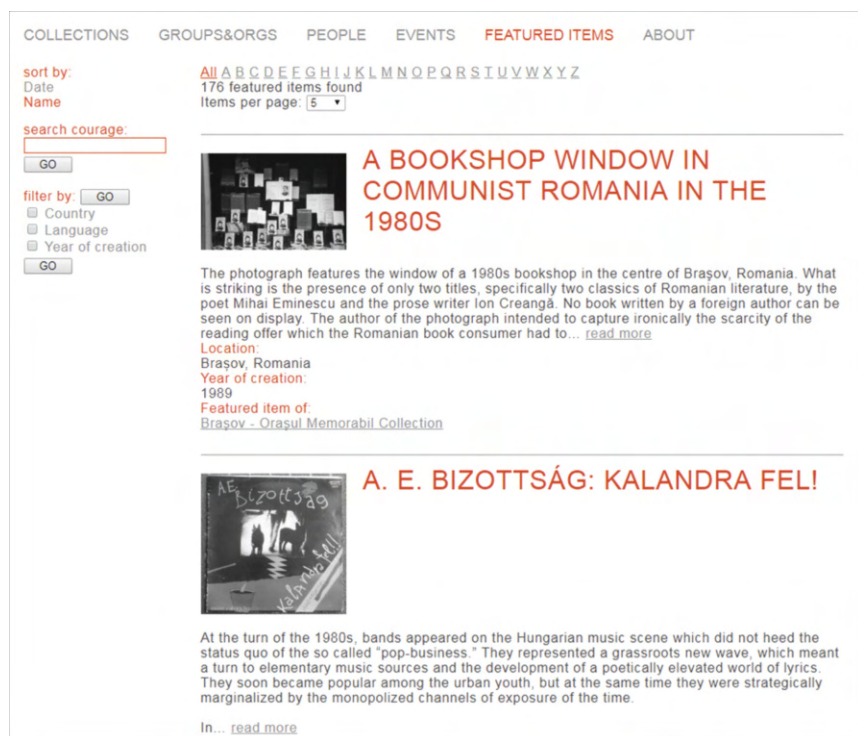 COLLECTIONS GROUPS&ORGS PEOPLE EVENTS FEATURED ITEMS ABOUT
sort by:
Date
Name
search courage:
GO
filter by: GO
Country
Language
Year of creation
GO
All A B C D E F G H I J K L M N O P Q R S T U V W X Y Z
176 featured items found
Items per page: 5
A BOOKSHOP WINDOW IN
COMMUNIST ROMANIA IN THE
1980S
The photograph features the window of a 1980s bookshop in the centre of Braşov, Romania. What
is striking is the presence of only two titles, specifically two classics of Romanian literature, by the
poet Mihai Eminescu and the prose writer Ion Creangă. No book written by a foreign author can be
seen on display. The author of the photograph intended to capture ironically the scarcity of the
reading offer which the Romanian book consumer had to... read more
Location:
Brașov, Romania
Year of creation:
1989
Featured item of:
Braşov - Oraşul Memorabil Collection
A. E. BIZOTTSÁG: KALANDRA FEL!
AE
Bizottság
Kalandra fel!!
At the turn of the 1980s, bands appeared on the Hungarian music scene which did not heed the
status quo of the so called “pop-business.” They represented a grassroots new wave, which meant
a turn to elementary music sources and the development of a poetically elevated world of lyrics.
They soon became popular among the urban youth, but at the same time they were strategically
marginalized by the monopolized channels of exposure of the time.
In... read more